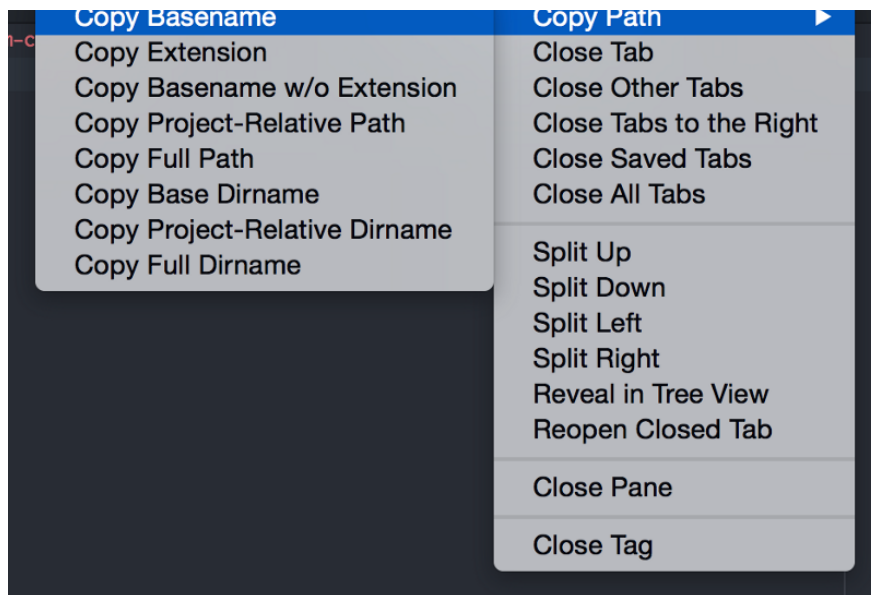 Copy Basename
Copy Extension
Copy Basename w/o Extension
Copy Project-Relative Path
Copy Full Path
Copy Base Dirname
Copy Project-Relative Dirname
Copy Full Dirname
Copy Path
Close Tab
Close Other Tabs
Close Tabs to the Right
Close Saved Tabs
Close All Tabs
Split Up
Split Down
Split Left
Split Right
Reveal in Tree View
Reopen Closed Tab
Close Pane
Close Tag